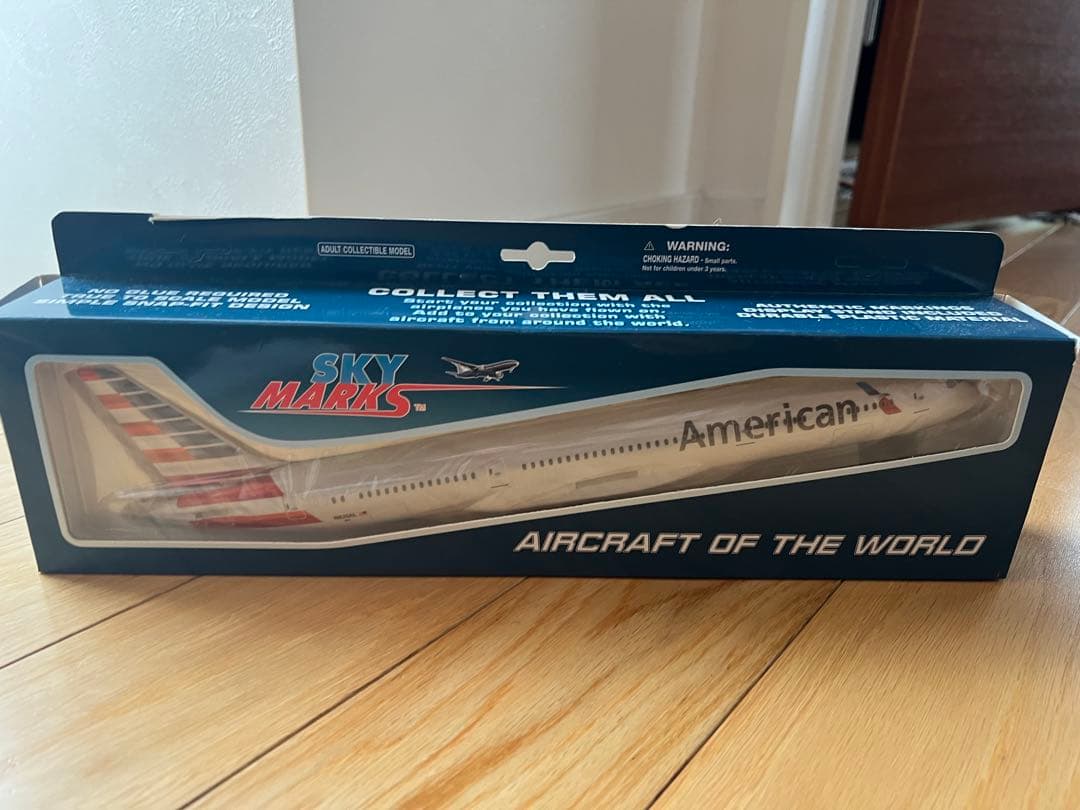 ADULT COLLECTIBLE MODEL
WARNING:
CHOKING HAZARD - Small parts.
Not for children under 3 years.
NO GLUE REQUIRED
TRUE TO SCALE MODEL
SIMPLE SNAP-FIT DESIGN
COLLECT THEM ALL
Start your collection with the
airplanes you have flown on.
Add to your collection with
aircraft from around the world.
AUTHENTIC MARKINGS
DISPLAY STAND INCLUDED
DURABLE PLASTIC MATERIAL
SKY
MARKS™
American
AIRCRAFT OF THE WORLD